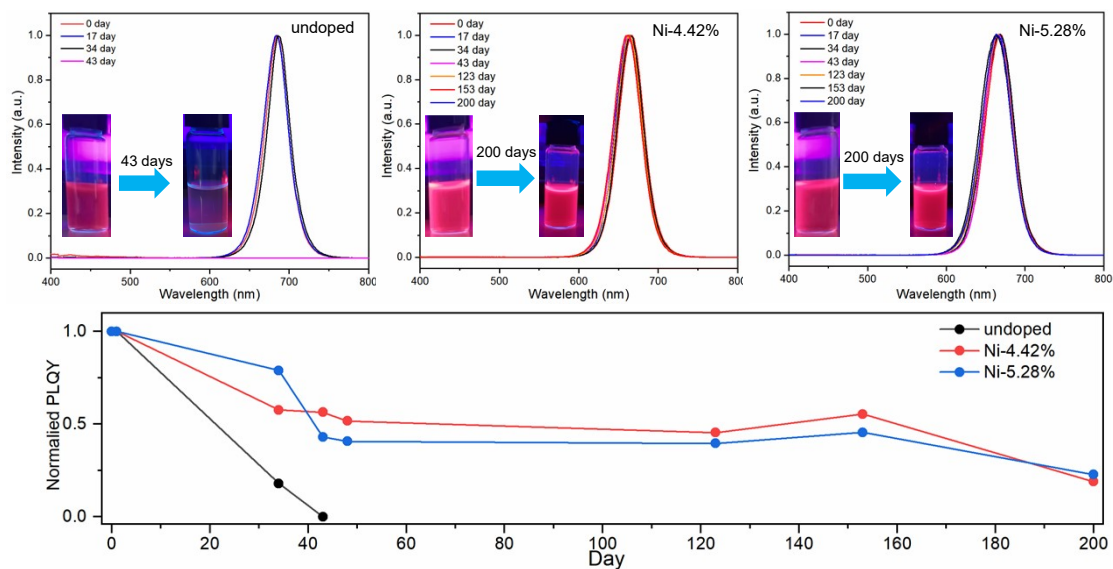 undoped
0 day
17 day
34 day
43 day
43 days
Intensity (a.u.)
0.0
0.2
0.4
0.6
0.8
1.0
400
500
600
700
800
Wavelength (nm)
Ni-4.42%
0 day
17 day
34 day
43 day
123 day
153 day
200 day
200 days
Intensity (a.u.)
0.0
0.2
0.4
0.6
0.8
1.0
400
500
600
700
800
Wavelength (nm)
Ni-5.28%
0 day
17 day
34 day
43 day
123 day
153 day
200 day
200 days
Intensity (a.u.)
0.0
0.2
0.4
0.6
0.8
1.0
400
500
600
700
800
Wavelength (nm)
Normalied PLQY
1.0
0.5
0.0
undoped
Ni-4.42%
Ni-5.28%
0
20
40
60
80
100
120
140
160
180
200
Day